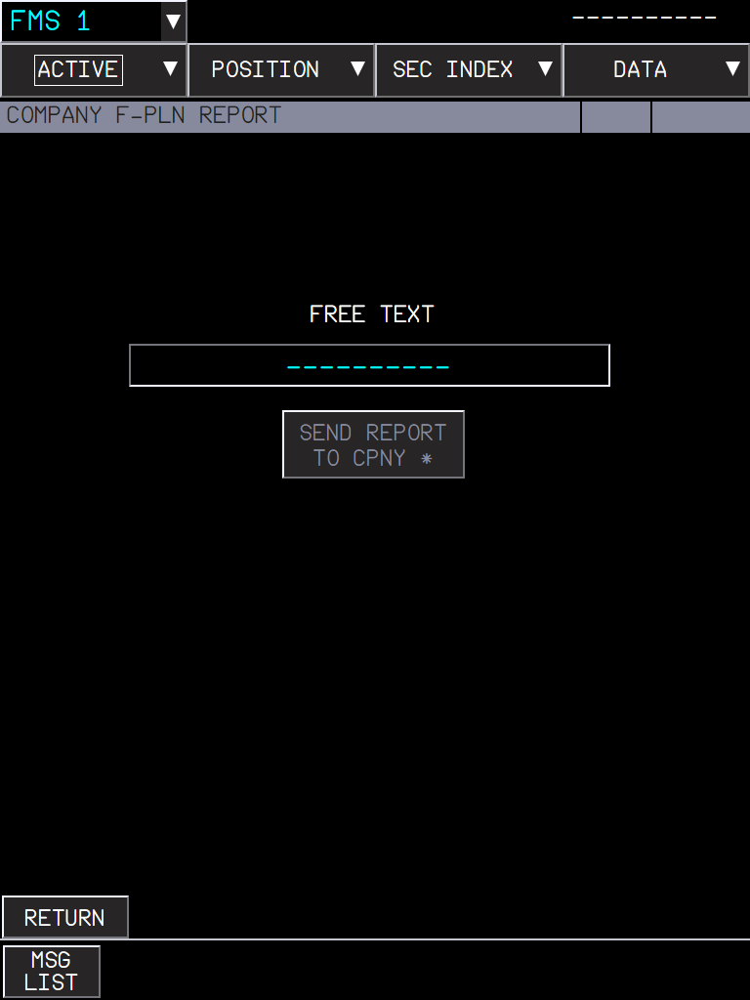 FMS 1 ▼ ----------
ACTIVE ▼ POSITION ▼ SEC INDEX ▼ DATA ▼
COMPANY F-PLN REPORT
FREE TEXT
----------
SEND REPORT
TO CPNY *
RETURN
MSG
LIST